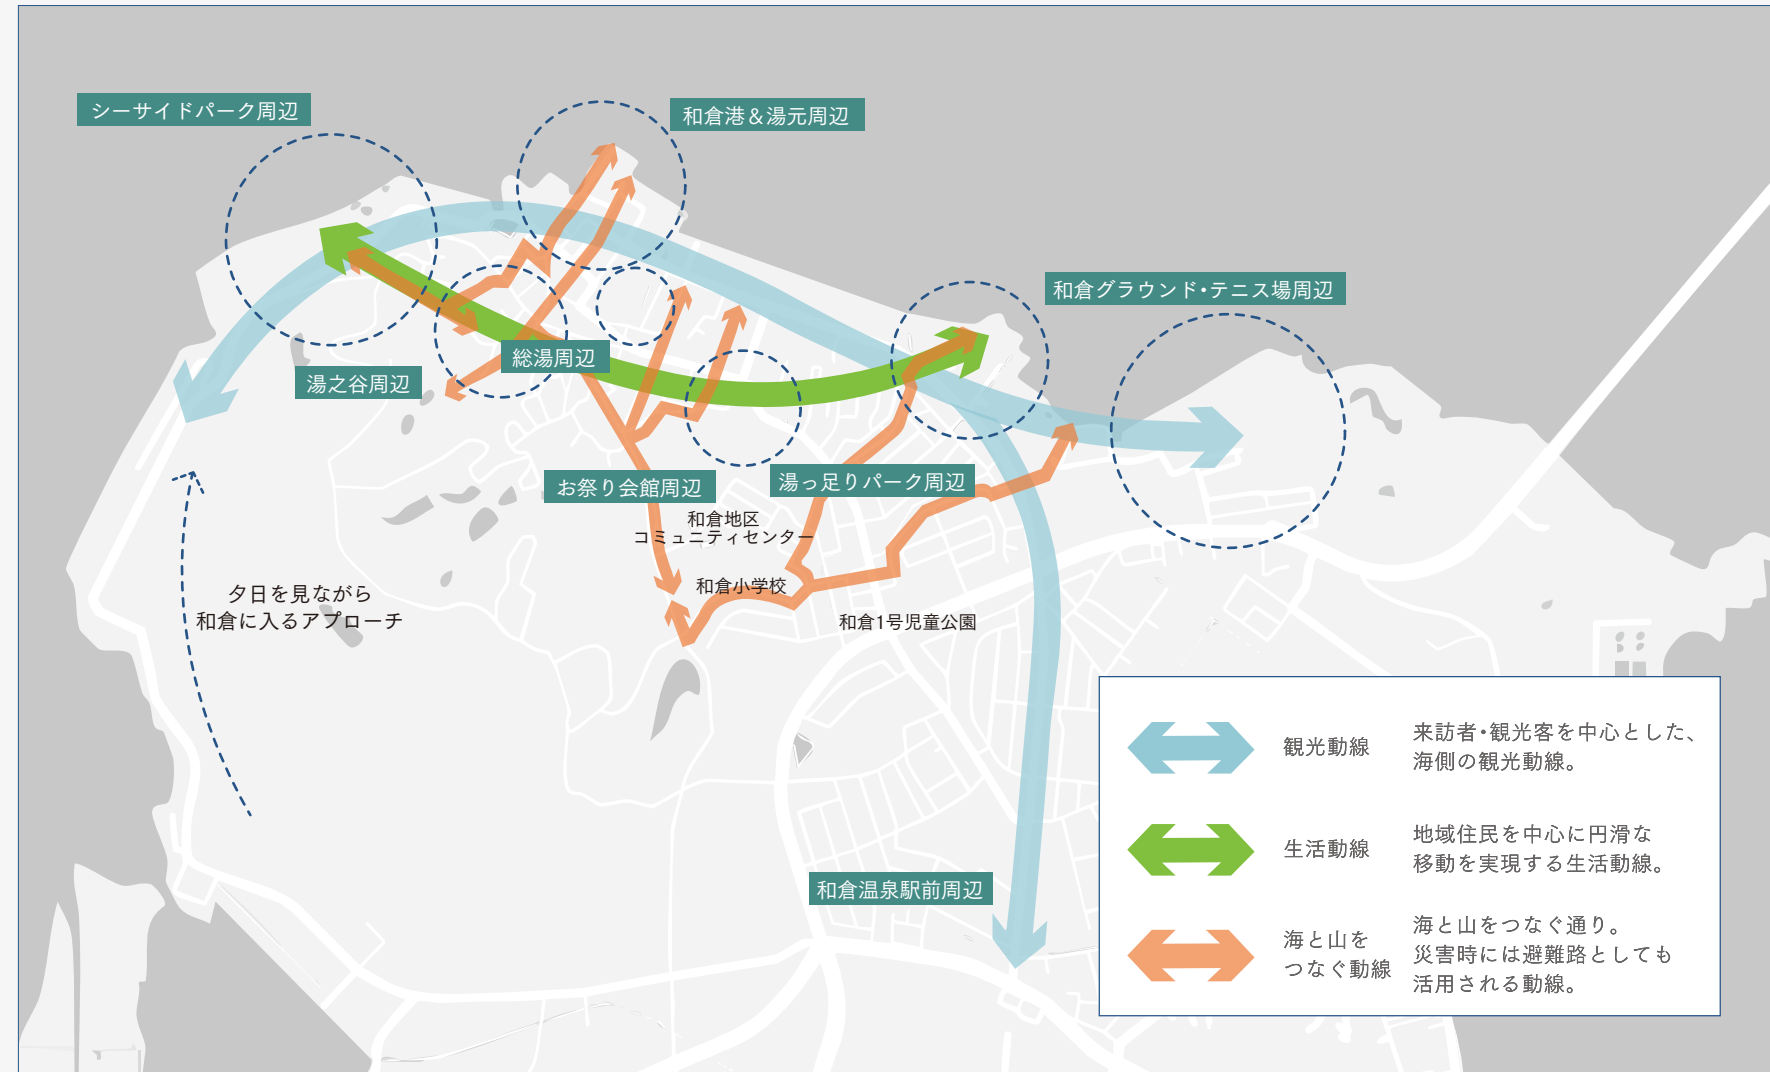 シーサイドパーク周辺
和倉港&湯元周辺
和倉グラウンド・テニス場周辺
総湯周辺
湯之谷周辺
お祭り会館周辺
湯っ足りパーク周辺
和倉地区
コミュニティセンター
和倉小学校
和倉1号児童公園
夕日を見ながら
和倉に入るアプローチ
和倉温泉駅前周辺
観光動線
来訪者・観光客を中心とした、
海側の観光動線。
生活動線
地域住民を中心に円滑な
移動を実現する生活動線。
海と山を
つなぐ動線
海と山をつなぐ通り。
災害時には避難路としても
活用される動線。